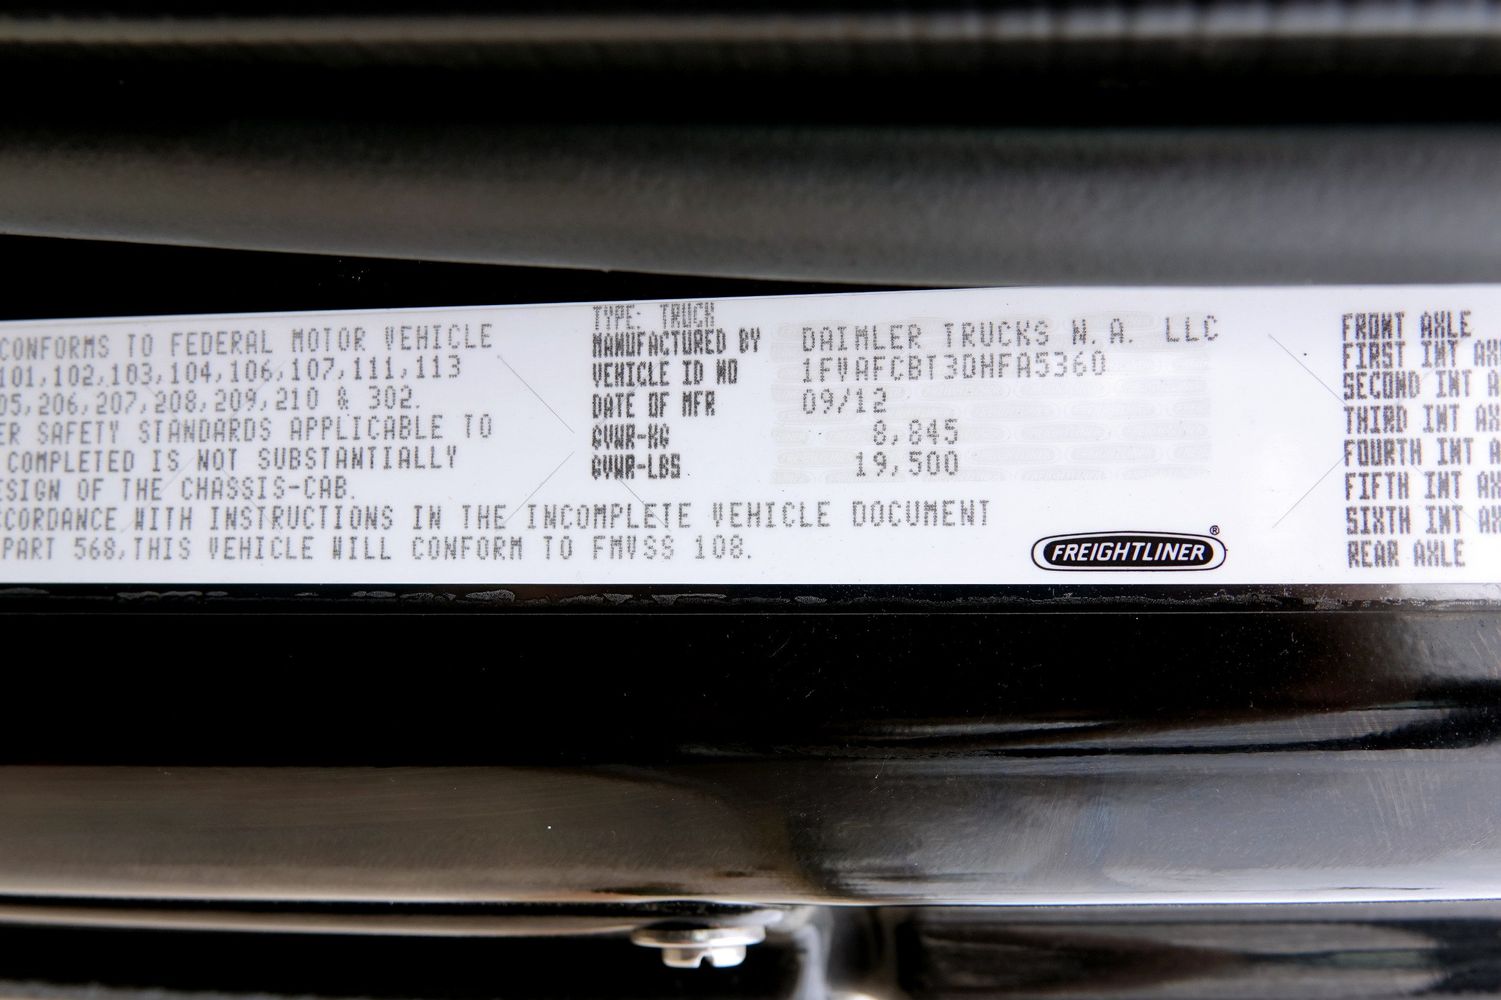 CONFORMS TO FEDERAL MOTOR VEHICLE
101,102,103,104,106,107,111,113
05,206,207,208,209,210 & 302.
ER SAFETY STANDARDS APPLICABLE TO
COMPLETED IS NOT SUBSTANTIALLY
ESIGN OF THE CHASSIS-CAB.
CCORDANCE WITH INSTRUCTIONS IN THE INCOMPLETE VEHICLE DOCUMENT
PART 568,THIS VEHICLE WILL CONFORM TO FMVSS 108.
TYPE: TRUCK
MANUFACTURED BY DAIMLER TRUCKS N.A. LLC
VEHICLE ID NO 1FVAFCBT3DHFA5360
DATE OF MFR 09/12
GVWR-KG 8,845
GVWR-LBS 19,500
FREIGHTLINER®
FRONT AXLE
FIRST INT AX
SECOND INT A
THIRD INT AX
FOURTH INT A
FIFTH INT AX
SIXTH INT AX
REAR AXLE